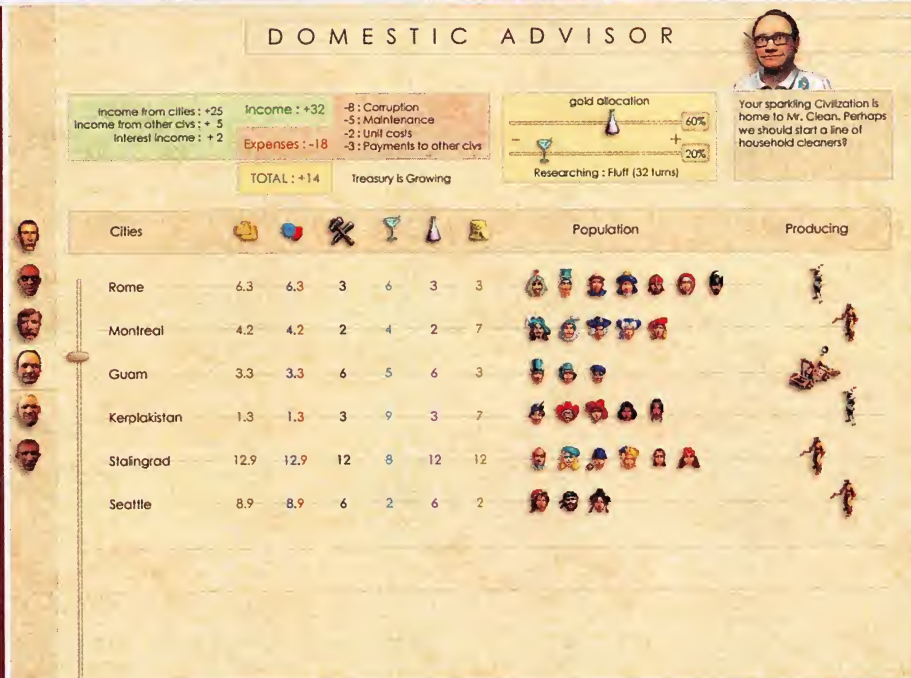 DOMESTIC ADVISOR
Income from cities : +25
Income from other civs : + 5
Interest income : + 2
Income : +32
Expenses : -18
-8 : Corruption
-5 : Maintenance
-2 : Unit costs
-3 : Payments to other civs
TOTAL : +14
Treasury is Growing
gold allocation
60%
- +
20%
Researching : Fluff (32 turns)
Your sparkling Civilization is
home to Mr. Clean. Perhaps
we should start a line of
household cleaners?
Cities Population Producing
Rome 6.3 6.3 3 6 3 3
Montreal 4.2 4.2 2 4 2 7
Guam 3.3 3.3 6 5 6 3
Kerplakistan 1.3 1.3 3 9 3 7
Stalingrad 12.9 12.9 12 8 12 12
Seattle 8.9 8.9 6 2 6 2